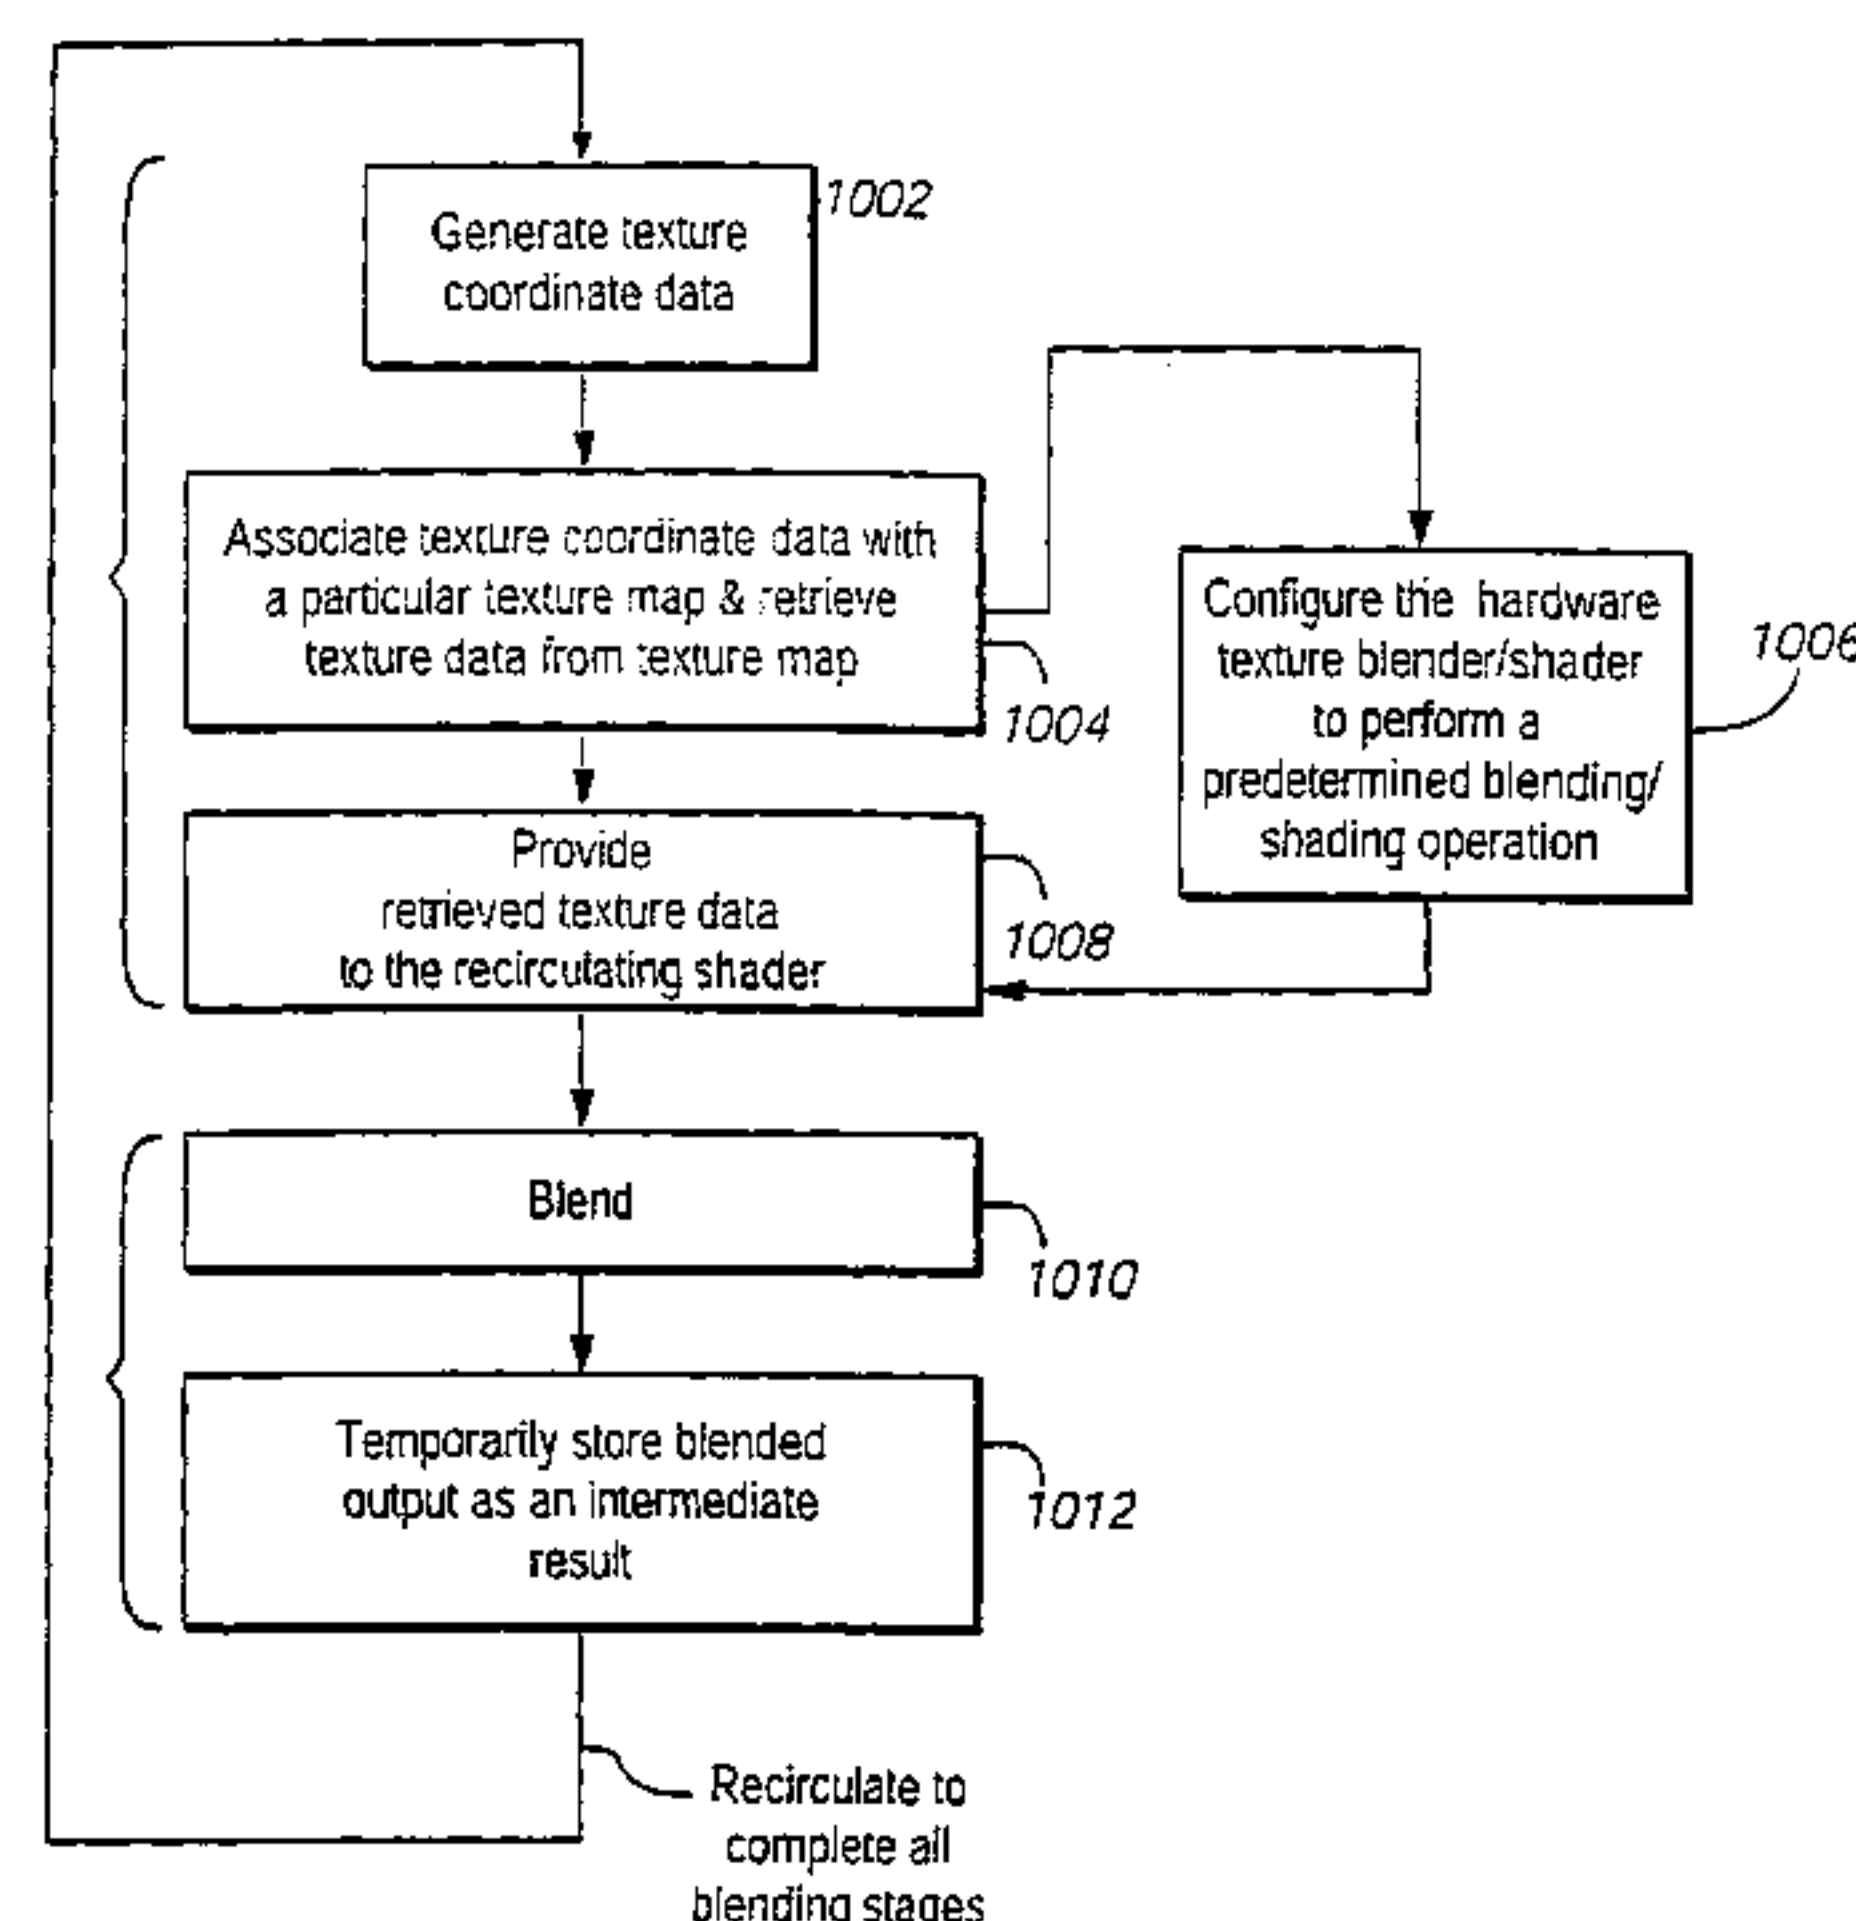 1002
Generate texture
coordinate data
Associate texture coordinate data with
a particular texture map & retrieve
texture data from texture map
1004
Configure the hardware
texture blender/shader
to perform a
predetermined blending/
shading operation
1006
Provide
retrieved texture data
to the recirculating shader
1008
Blend
1010
Temporarily store blended
output as an intermediate
result
1012
Recirculate to
complete all
blending stages